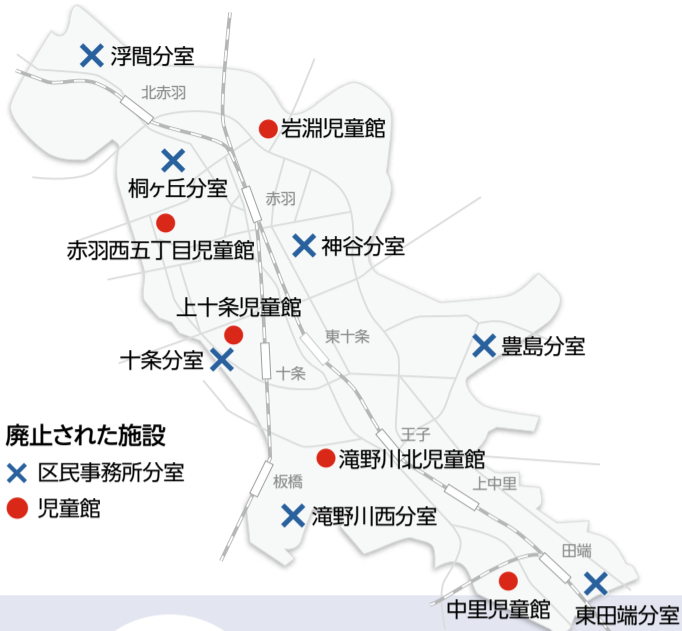 浮間分室
北赤羽
岩淵児童館
桐ヶ丘分室
赤羽
赤羽西五丁目児童館
神谷分室
上十条児童館
東十条
十条分室
豊島分室
十条
王子
廃止された施設
区民事務所分室
児童館
滝野川北児童館
板橋
上中里
滝野川西分室
田端
中里児童館
東田端分室